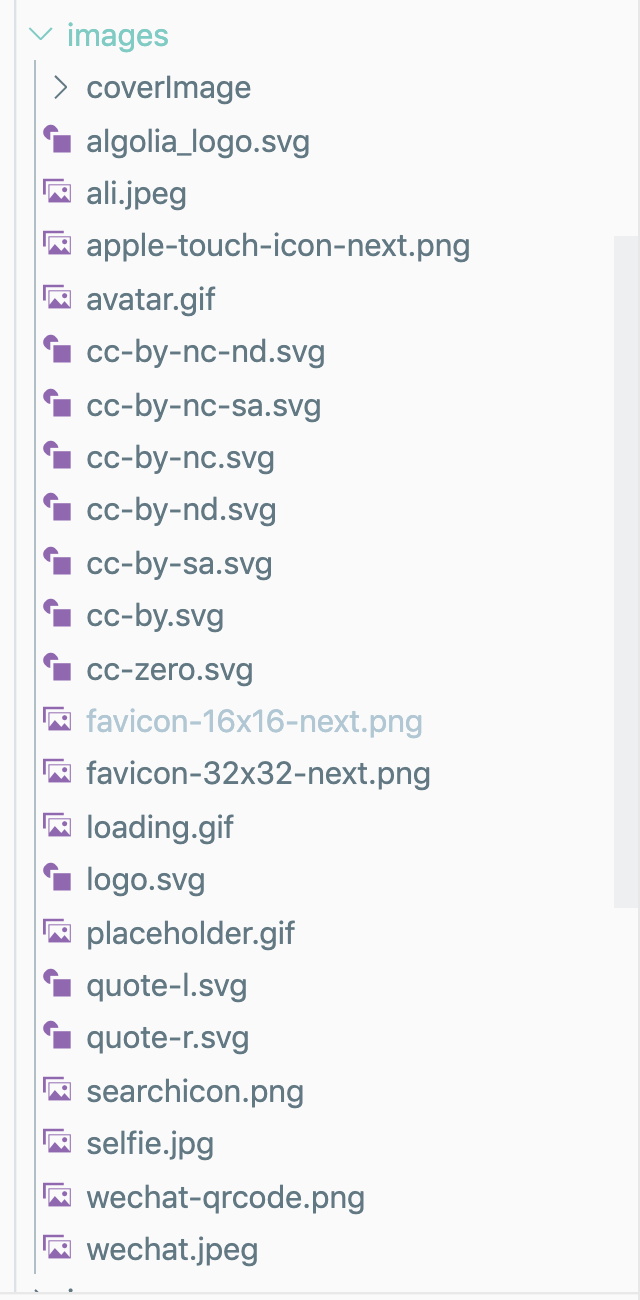 images
coverImage
algolia_logo.svg
ali.jpeg
apple-touch-icon-next.png
avatar.gif
cc-by-nc-nd.svg
cc-by-nc-sa.svg
cc-by-nc.svg
cc-by-nd.svg
cc-by-sa.svg
cc-by.svg
cc-zero.svg
favicon-16x16-next.png
favicon-32x32-next.png
loading.gif
logo.svg
placeholder.gif
quote-l.svg
quote-r.svg
searchicon.png
selfie.jpg
wechat-qrcode.png
wechat.jpeg